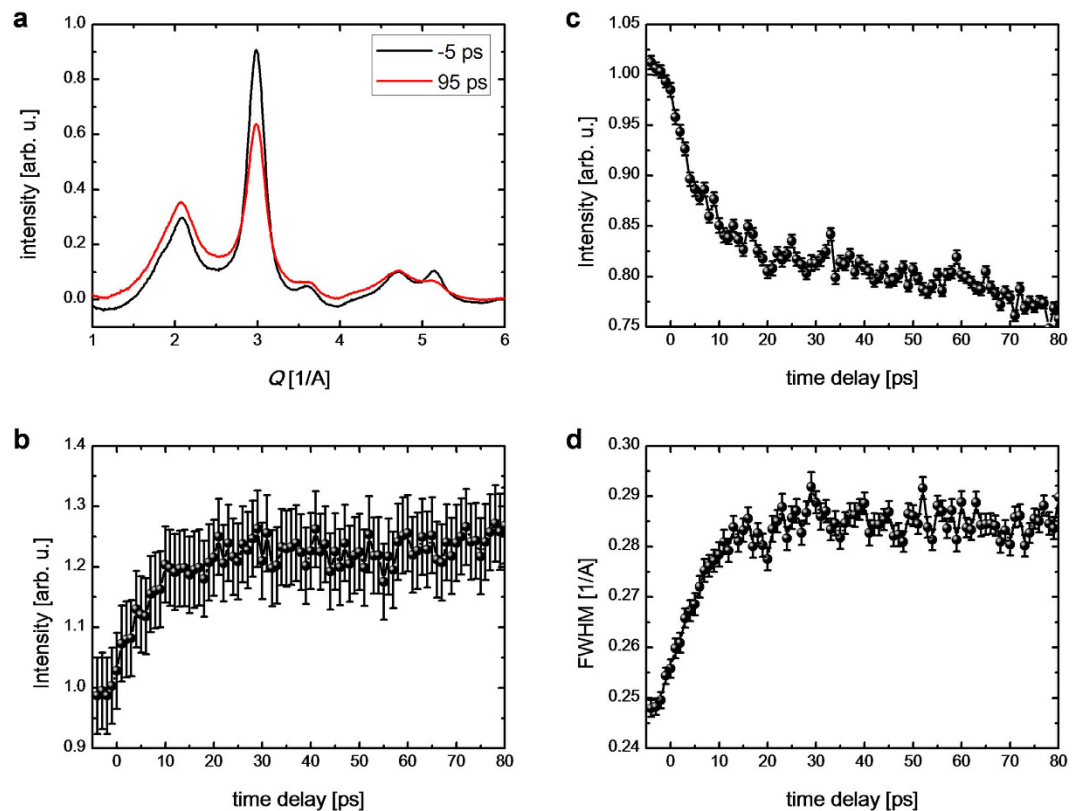 a
1.0
0.8
0.6
0.4
0.2
0.0
intensity [arb. u.]
-5 ps
95 ps
1 2 3 4 5 6
Q [1/A]
c
1.05
1.00
0.95
0.90
0.85
0.80
0.75
Intensity [arb. u.]
0 10 20 30 40 50 60 70 80
time delay [ps]
b
1.4
1.3
1.2
1.1
1.0
0.9
Intensity [arb. u.]
0 10 20 30 40 50 60 70 80
time delay [ps]
d
0.30
0.29
0.28
0.27
0.26
0.25
0.24
FWHM [1/A]
0 10 20 30 40 50 60 70 80
time delay [ps]